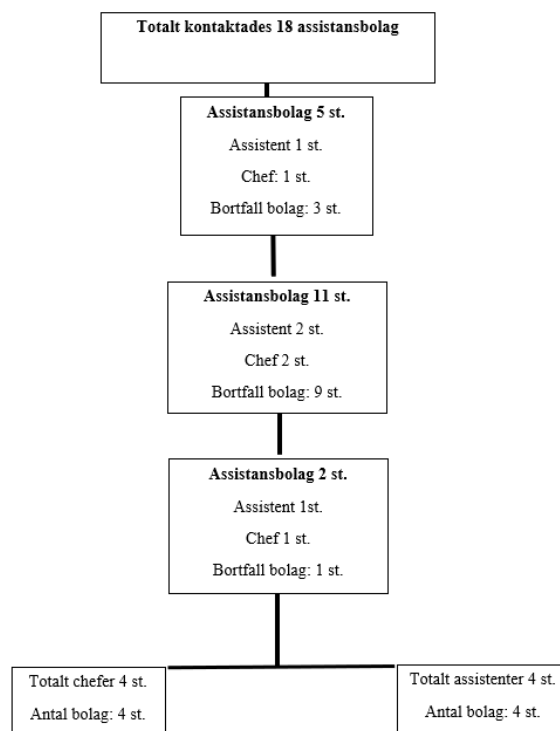 Totalt kontaktades 18 assistansbolag
Assistansbolag 5 st.
Assistent 1 st.
Chef: 1 st.
Bortfall bolag: 3 st.
Assistansbolag 11 st.
Assistent 2 st.
Chef 2 st.
Bortfall bolag: 9 st.
Assistansbolag 2 st.
Assistent 1st.
Chef 1 st.
Bortfall bolag: 1 st.
Totalt chefer 4 st.
Antal bolag: 4 st.
Totalt assistenter 4 st.
Antal bolag: 4 st.